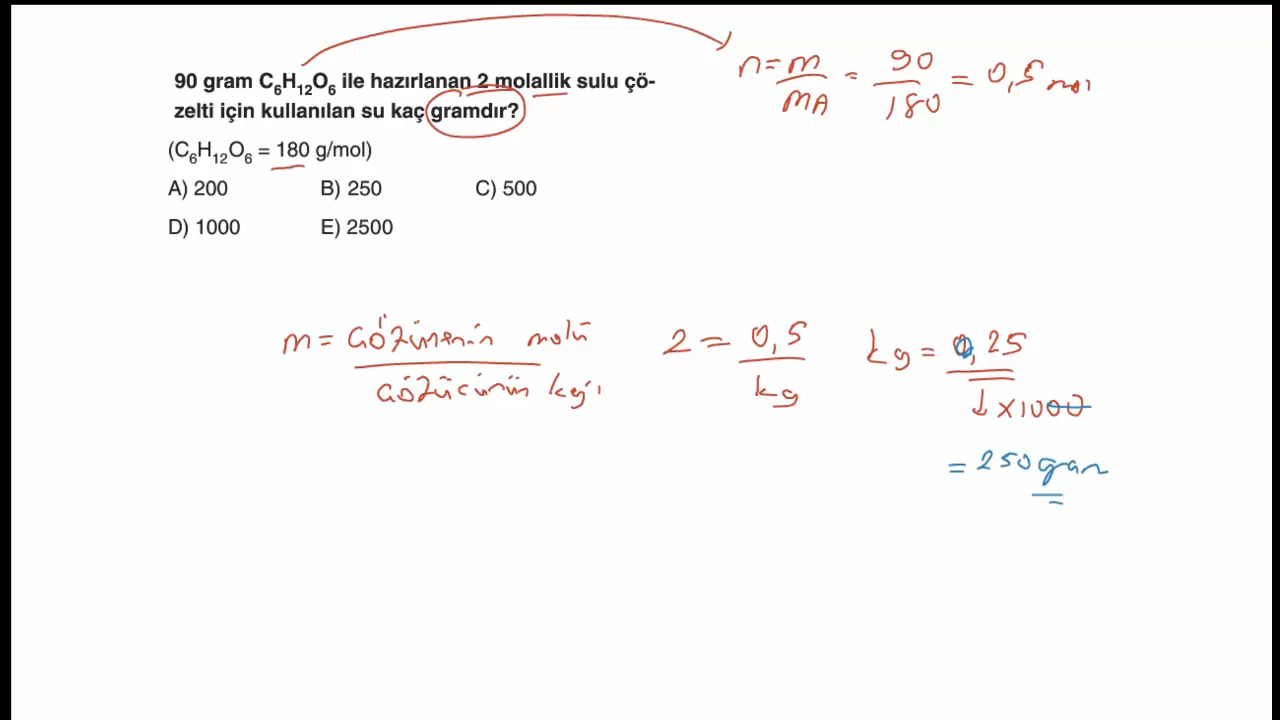 90 gram C₆H₁₂O₆ ile hazırlanan 2 molallik sulu çö-
zelti için kullanılan su kaç gramdır?
(C₆H₁₂O₆ = 180 g/mol)
A) 200 B) 250 C) 500
D) 1000 E) 2500
n = m / MA = 90 / 180 = 0,5 mol
m = çözünenin molü / çözücünün kg'ı
2 = 0,5 / kg
kg = 0,25
↓ x1000
= 250 gram